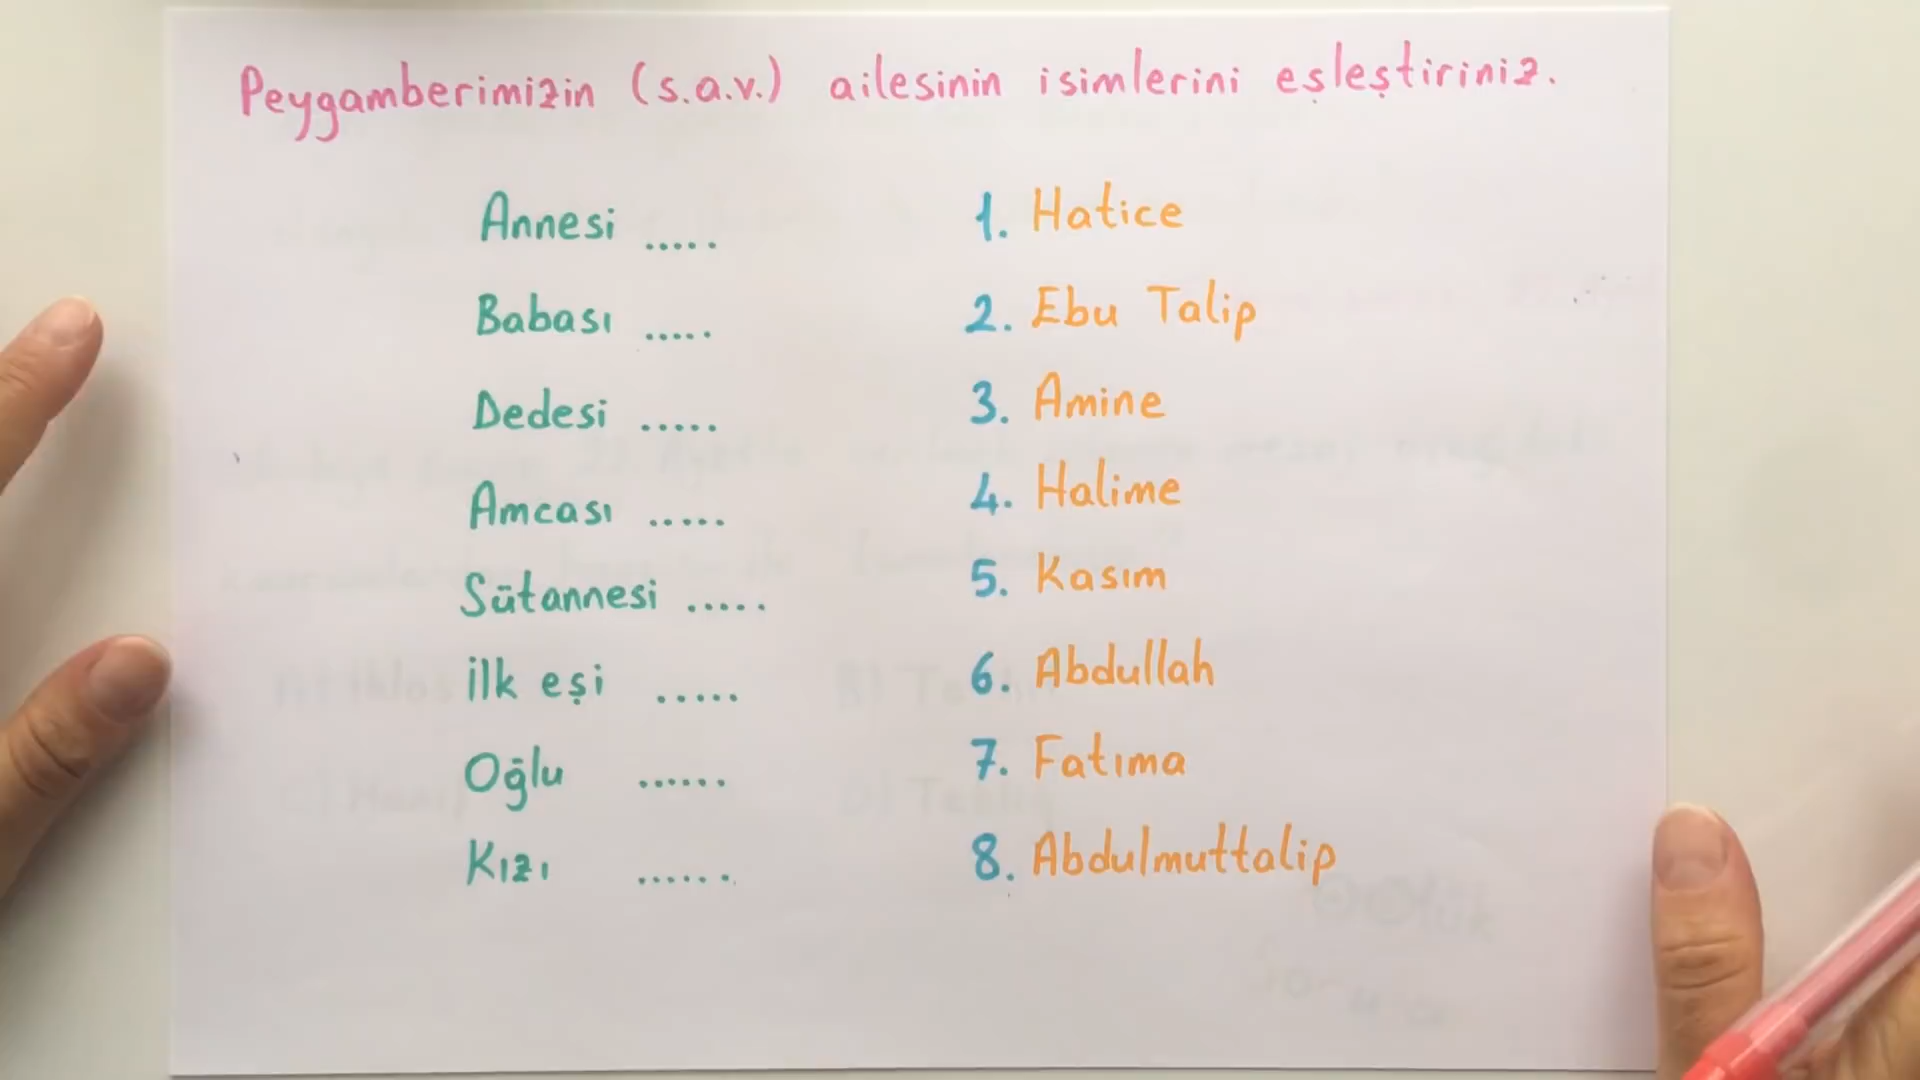 Peygamberimizin (s.a.v.) ailesinin isimlerini eşleştiriniz.
Annesi .....
Babası .....
Dedesi .....
Amcası .....
Sütannesi .....
İlk eşi .....
Oğlu ......
Kızı ......
1. Hatice
2. Ebu Talip
3. Amine
4. Halime
5. Kasım
6. Abdullah
7. Fatıma
8. Abdulmuttalip